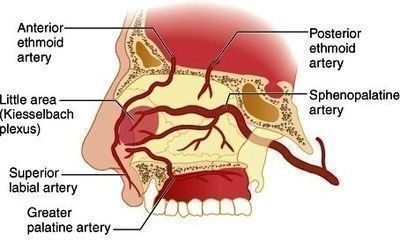 Anterior
ethmoid
artery
Posterior
ethmoid
artery
Little area
(Kiesselbach
plexus)
Sphenopalatine
artery
Superior
labial artery
Greater
palatine artery